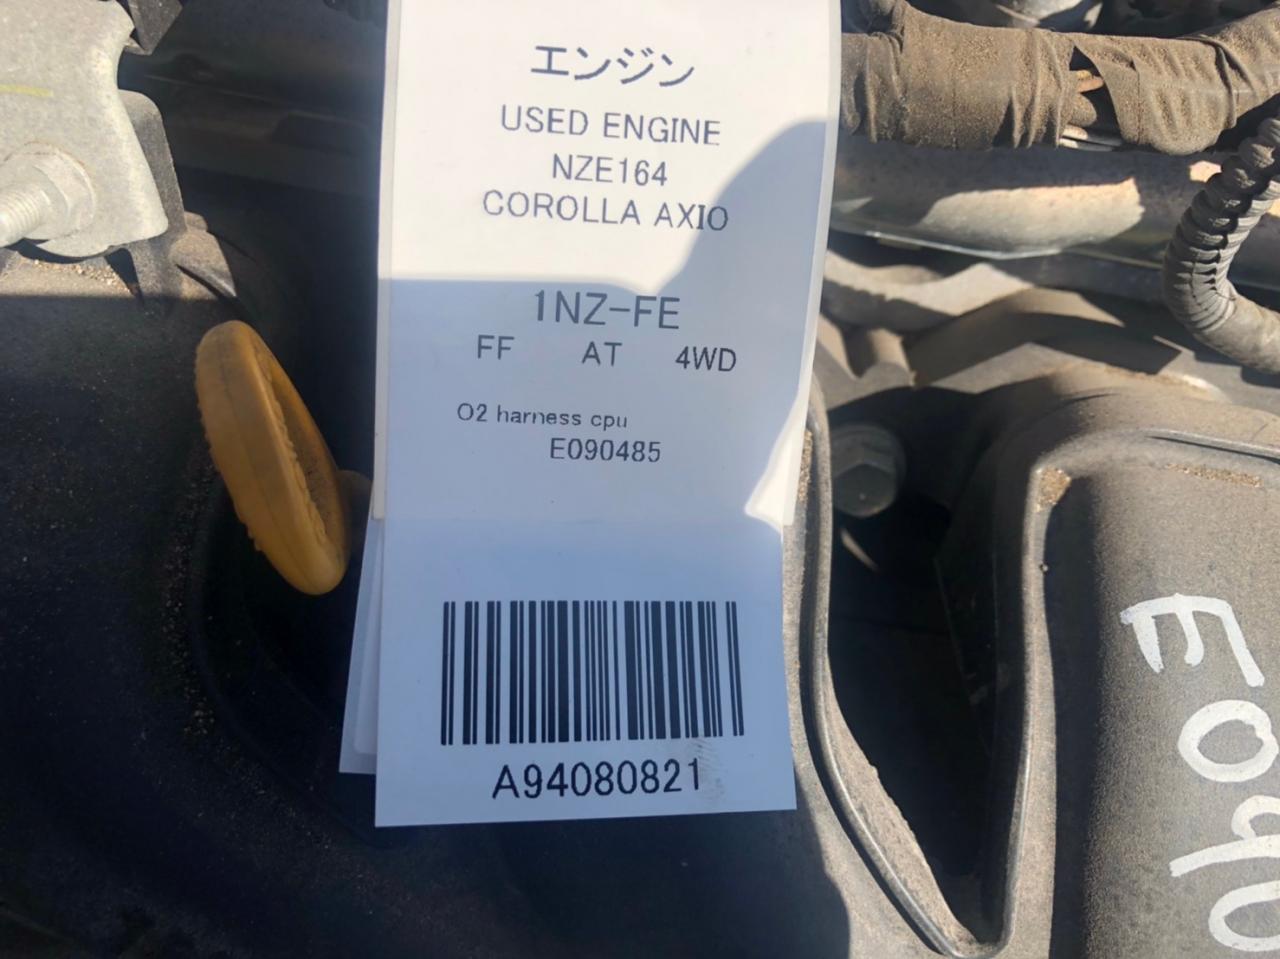 エンジン
USED ENGINE
NZE164
COROLLA AXIO
1NZ-FE
FF AT 4WD
O2 harness cpu
E090485
A94080821
E090